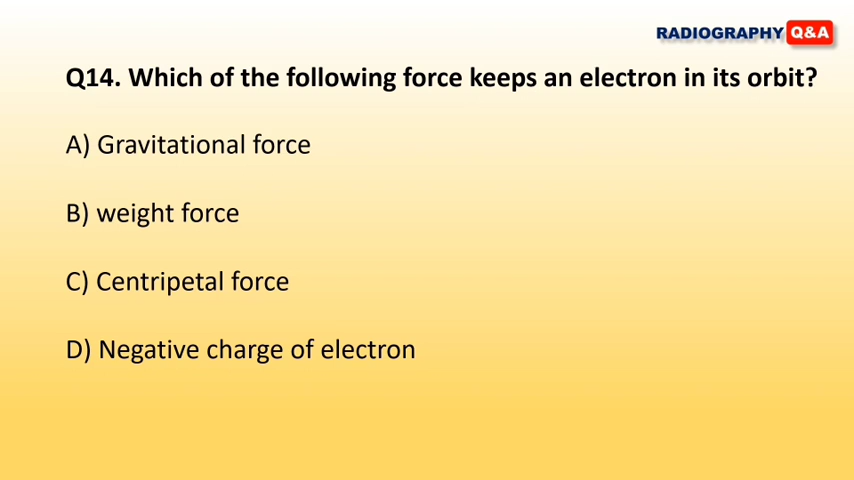 RADIOGRAPHY Q&A
Q14. Which of the following force keeps an electron in its orbit?
A) Gravitational force
B) weight force
C) Centripetal force
D) Negative charge of electron